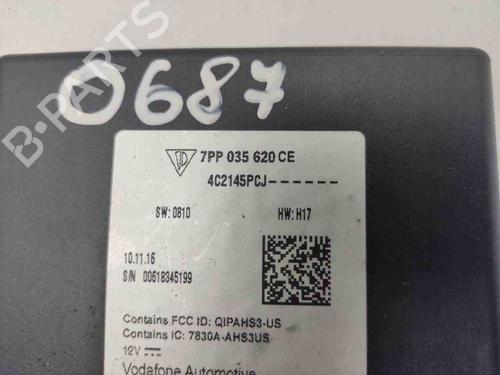 0687
7PP 035 620 CE
4C2145PCJ-------
SW: 0810 HW: H17
10.11.16
S/N 00618345199
Contains FCC ID: QIPAHS3-US
Contains IC: 7830A-AHS3US
12V
Vodafone Automotive
B-PARTS